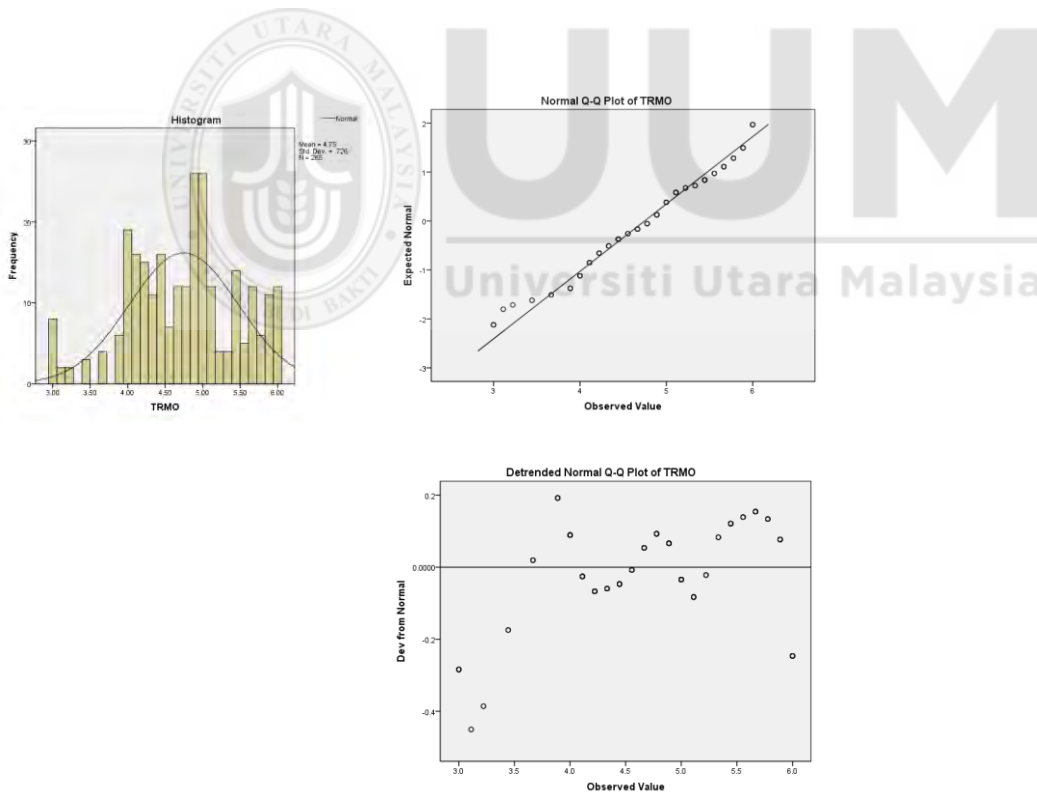 UNIVERSITI UTARA MALAYSIA
BUDI BAKTI
UUM
Universiti Utara Malaysia
Histogram
Normal
Mean = 4.75
N = 265
Frequency
30
20
10
0
3.00 3.50 4.00 4.50 5.00 5.50 6.00
TRMO
Normal Q-Q Plot of TRMO
Expected Normal
2
1
0
-1
-2
-3
3 4 5 6
Observed Value
Detrended Normal Q-Q Plot of TRMO
Dev from Normal
0.2
0.0000
-0.2
-0.4
3.0 3.5 4.0 4.5 5.0 5.5 6.0
Observed Value